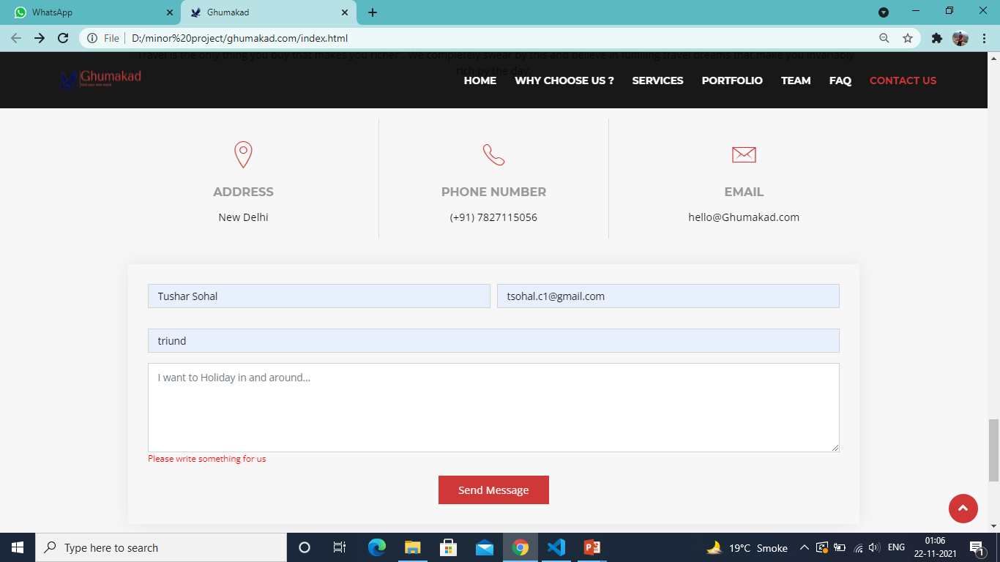 WhatsApp
Ghumakad
File
D:/minor%20project/ghumakad.com/index.html
"Travel is the only thing you buy that makes you richer". We completely swear by this and believe in fulfilling travel dreams that make you invariably
rich by the day.
Ghumakad
HOME WHY CHOOSE US ? SERVICES PORTFOLIO TEAM FAQ CONTACT US
ADDRESS
New Delhi
PHONE NUMBER
(+91) 7827115056
EMAIL
hello@Ghumakad.com
Tushar Sohal
tsohal.c1@gmail.com
triund
I want to Holiday in and around...
Please write something for us
Send Message
Type here to search
19°C Smoke
ENG
01:06
22-11-2021
1